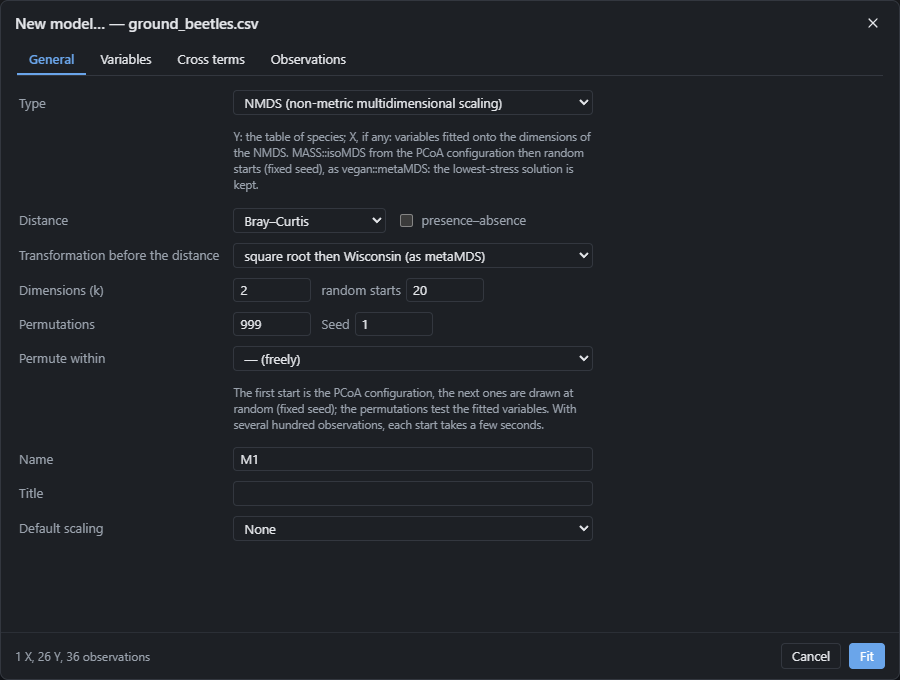 New model... — ground_beetles.csv
General Variables Cross terms Observations
Type NMDS (non-metric multidimensional scaling)
Y: the table of species; X, if any: variables fitted onto the dimensions of
the NMDS. MASS::isoMDS from the PCoA configuration then random
starts (fixed seed), as vegan::metaMDS: the lowest-stress solution is
kept.
Distance Bray–Curtis presence–absence
Transformation before the distance square root then Wisconsin (as metaMDS)
Dimensions (k) 2 random starts 20
Permutations 999 Seed 1
Permute within — (freely)
The first start is the PCoA configuration, the next ones are drawn at
random (fixed seed); the permutations test the fitted variables. With
several hundred observations, each start takes a few seconds.
Name M1
Title
Default scaling None
1 X, 26 Y, 36 observations Cancel Fit